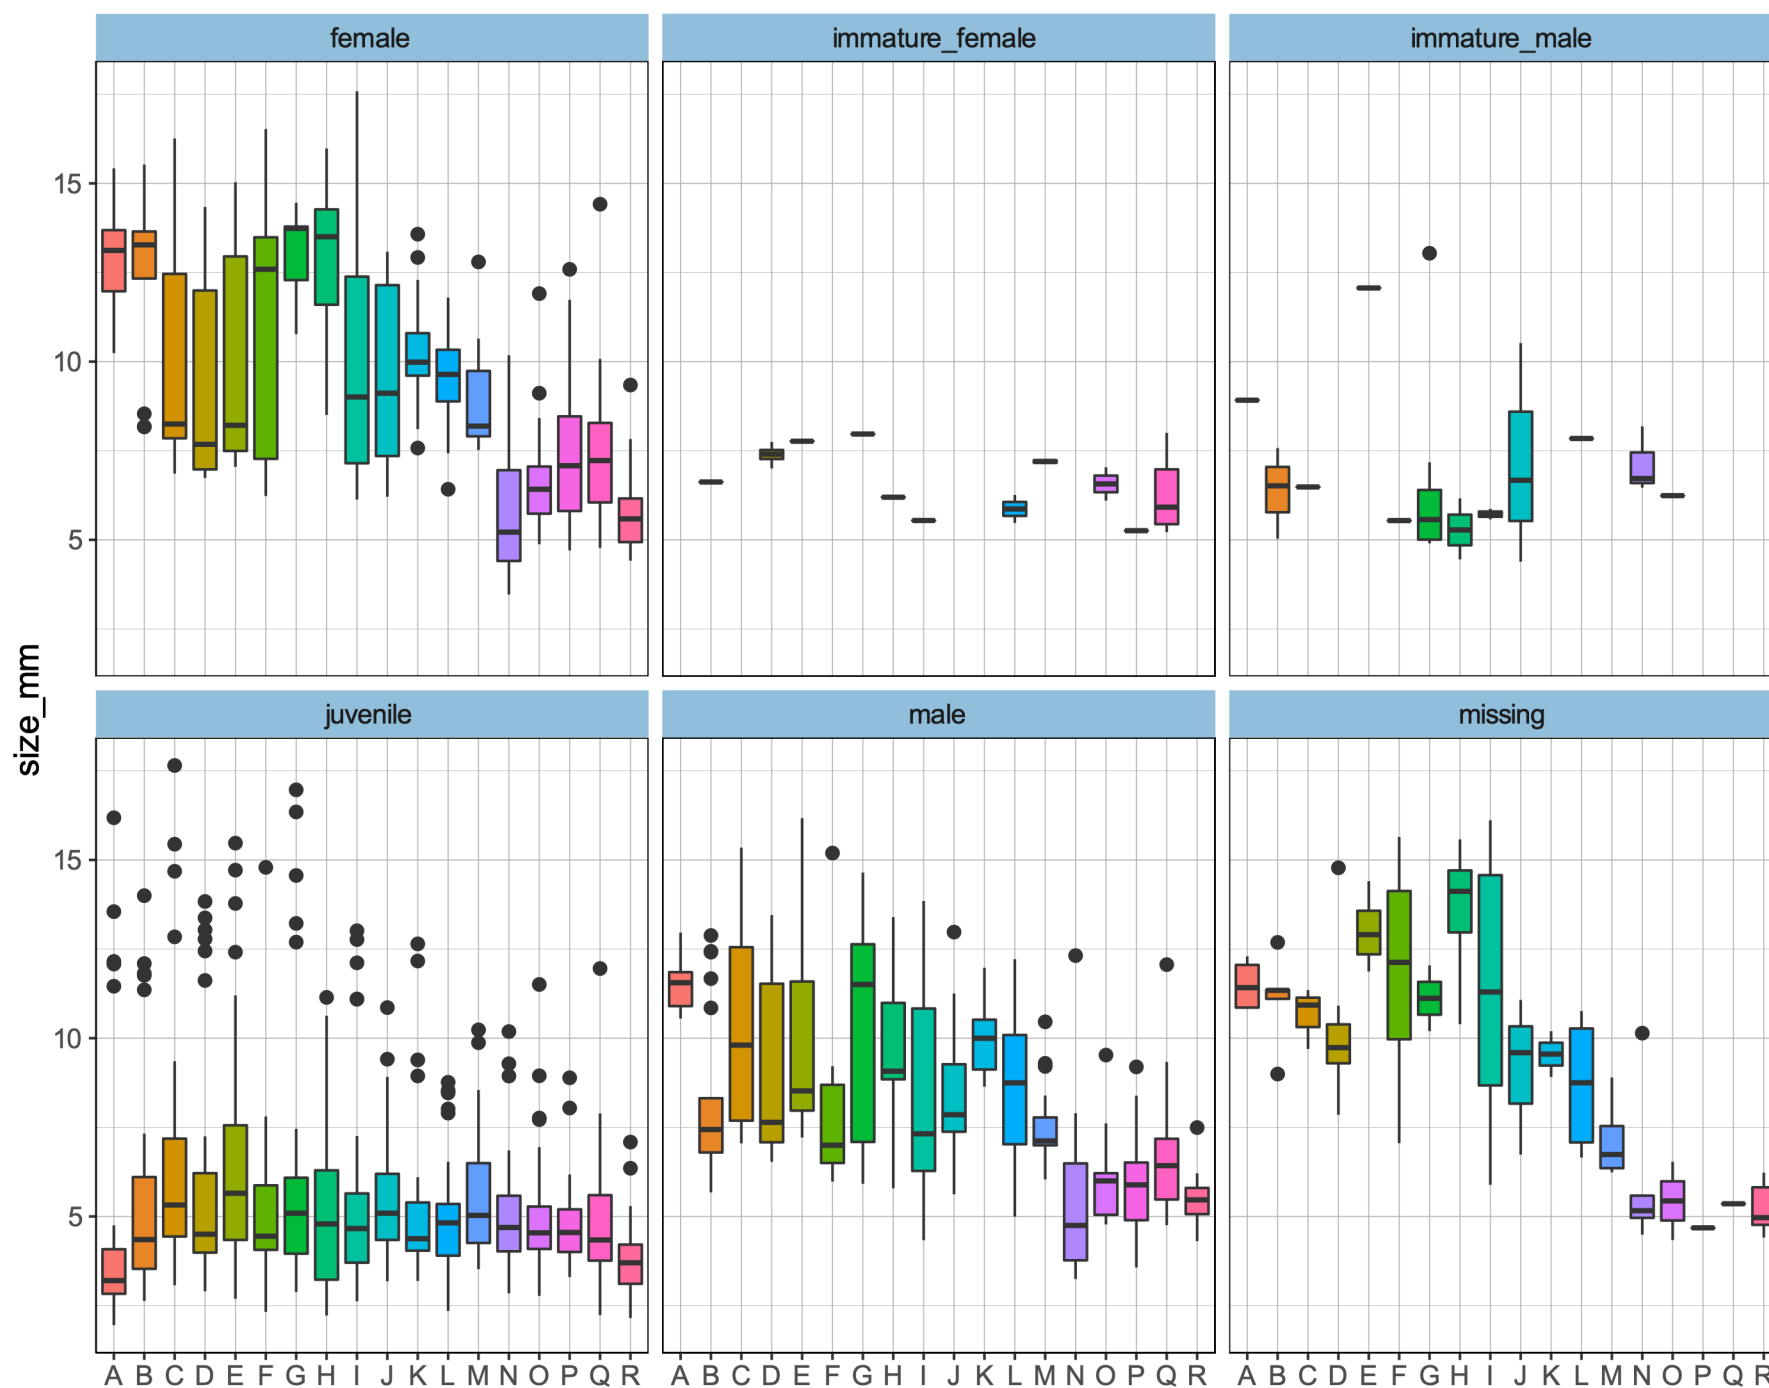 female immature_female immature_male
15
10
5
size_mm
juvenile male missing
15
10
5
A B C D E F G H I J K L M N O P Q R A B C D E F G H I J K L M N O P Q R A B C D E F G H I J K L M N O P Q R